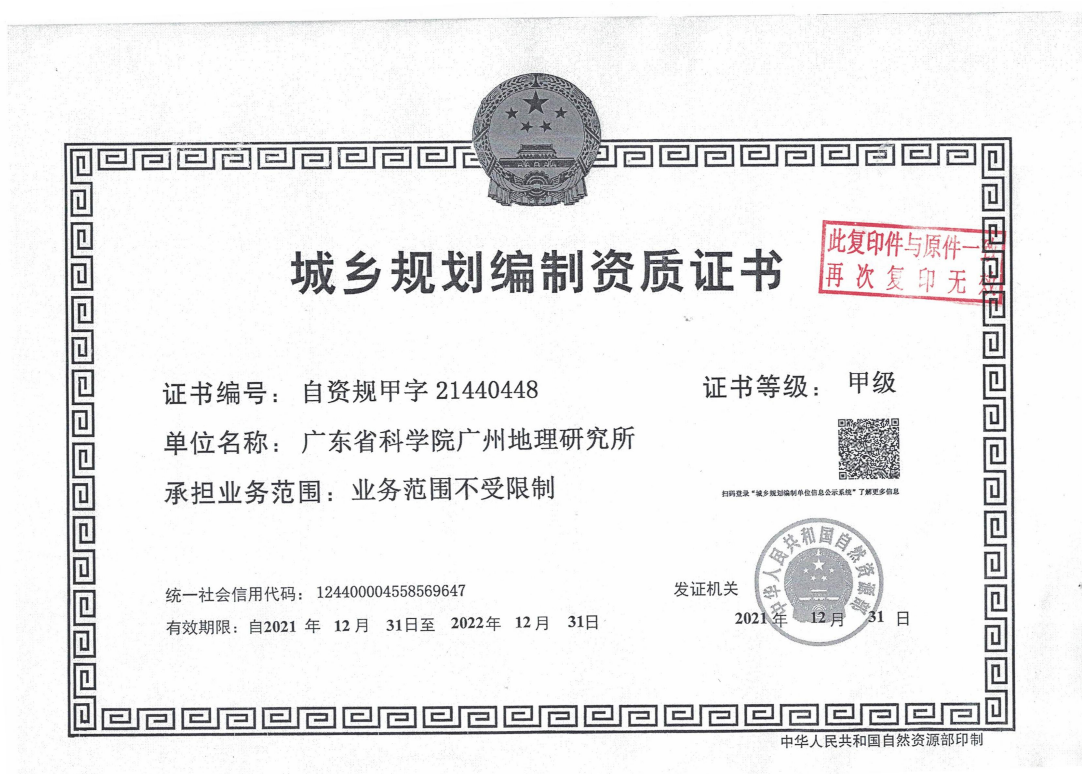 城乡规划编制资质证书
此复印件与原件一致
再次复印无效
证书编号：自资规甲字 21440448
证书等级：甲级
单位名称：广东省科学院广州地理研究所
承担业务范围：业务范围不受限制
扫码登录“城乡规划编制单位信息公示系统”了解更多信息
统一社会信用代码：124400004558569647
有效期限：自2021 年 12 月 31日至 2022年 12 月 31日
发证机关
中华人民共和国自然资源部
2021 年 12 月 31 日
中华人民共和国自然资源部印制